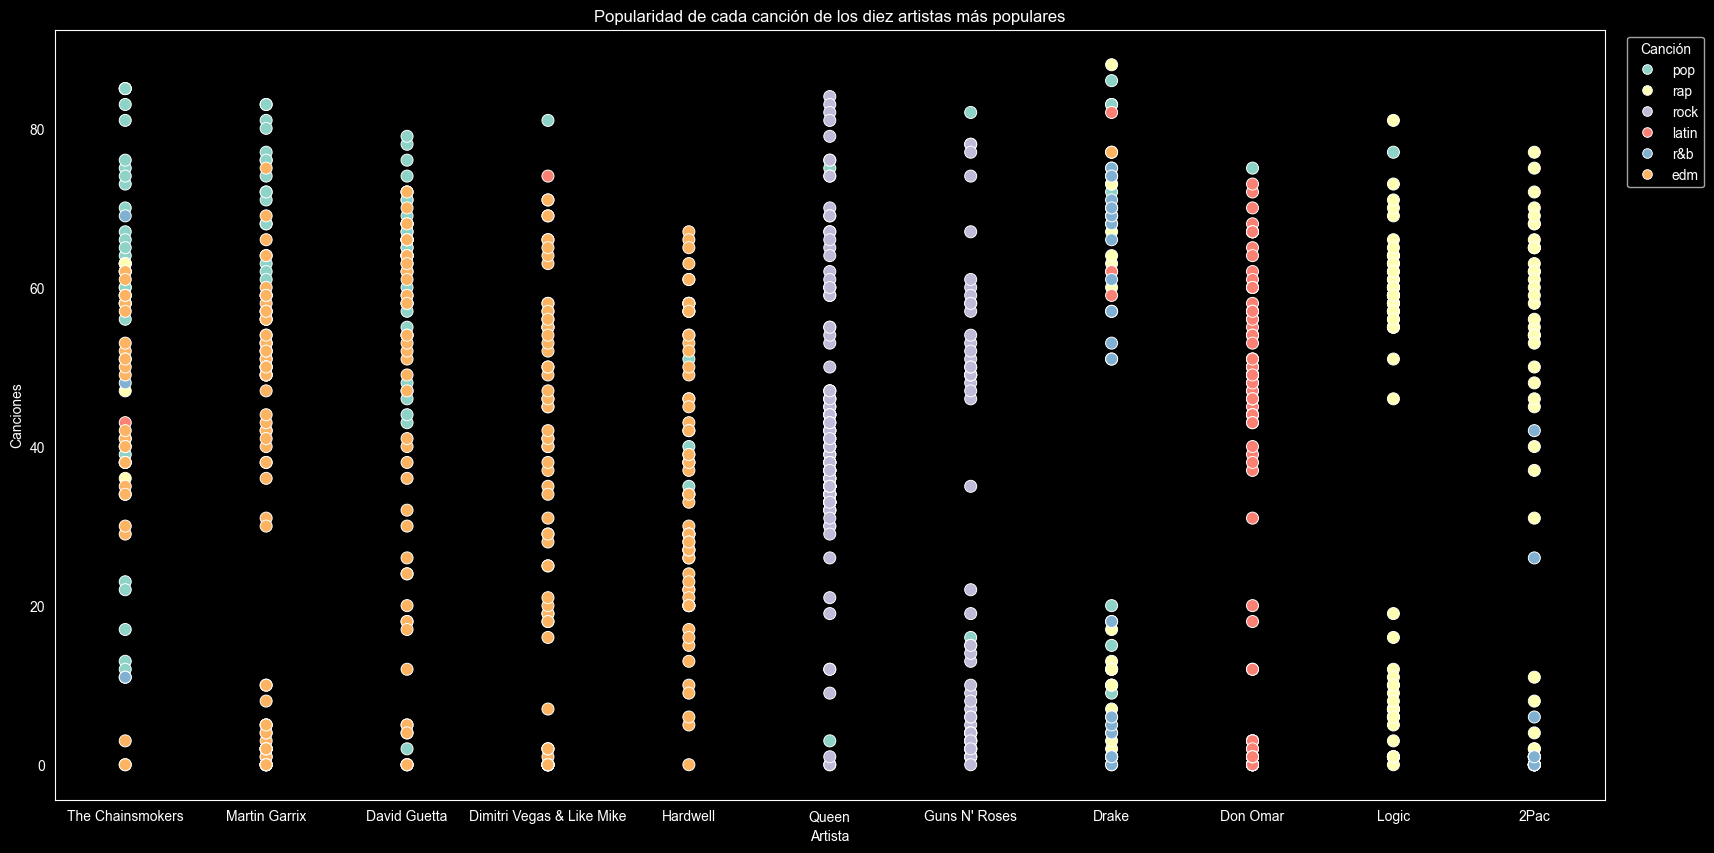 Popularidad de cada canción de los diez artistas más populares
Canción
pop
rap
rock
latin
r&b
edm
Canciones
80
60
40
20
0
The Chainsmokers
Martin Garrix
David Guetta
Dimitri Vegas & Like Mike
Hardwell
Queen
Guns N' Roses
Drake
Don Omar
Logic
2Pac
Artista